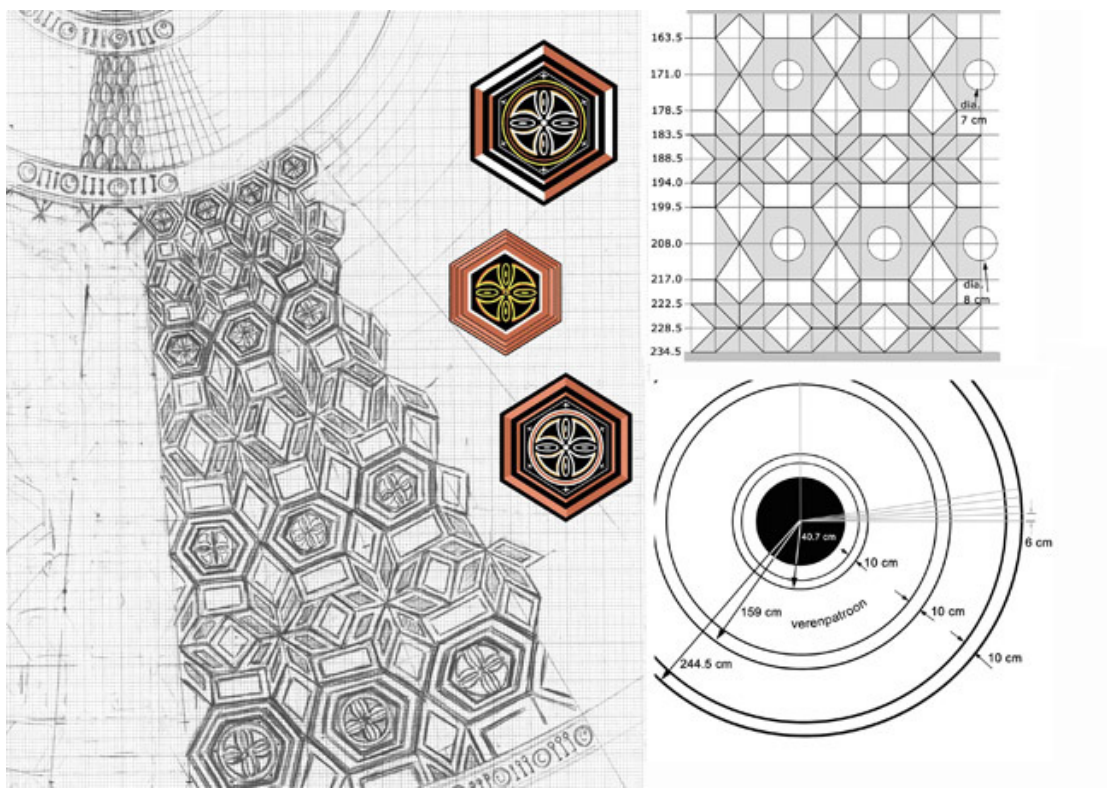 163.5
171.0
178.5
183.5
188.5
194.0
199.5
208.0
217.0
222.5
228.5
234.5
dia.
7 cm
dia.
8 cm
40.7 cm
10 cm
6 cm
159 cm
verenpatroon
10 cm
244.5 cm
10 cm